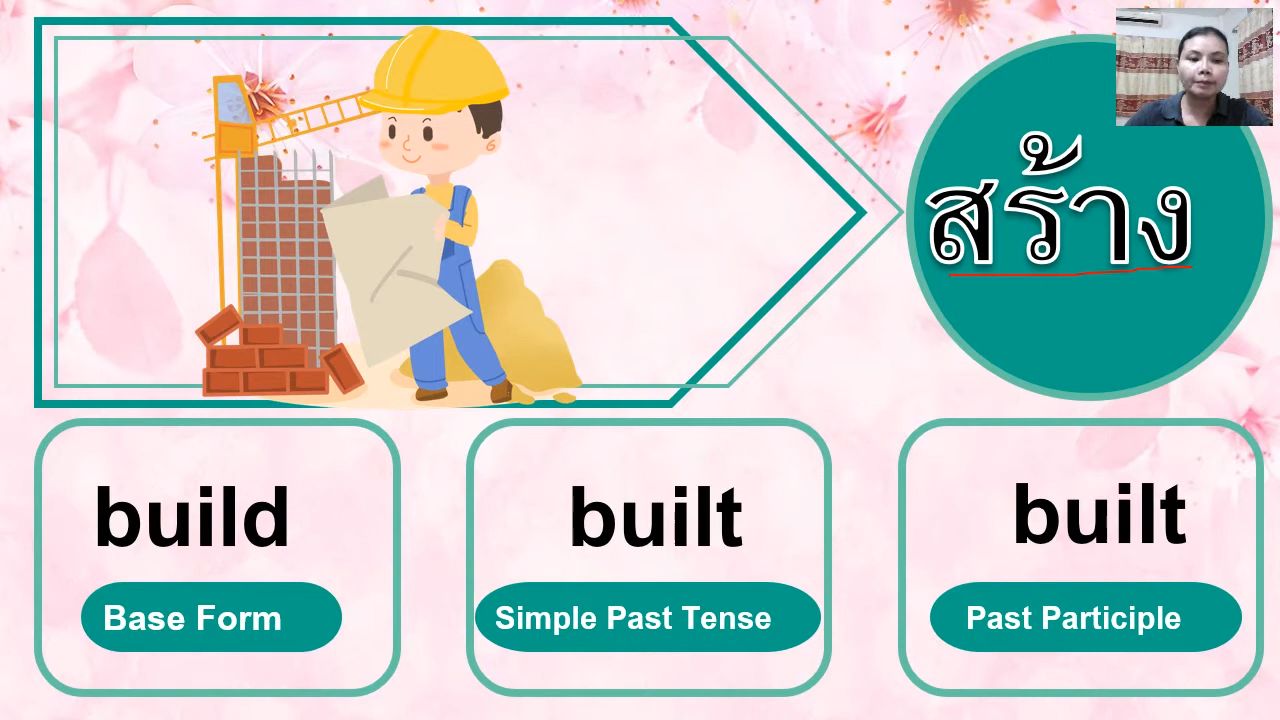 สร้าง
build
Base Form
built
Simple Past Tense
built
Past Participle